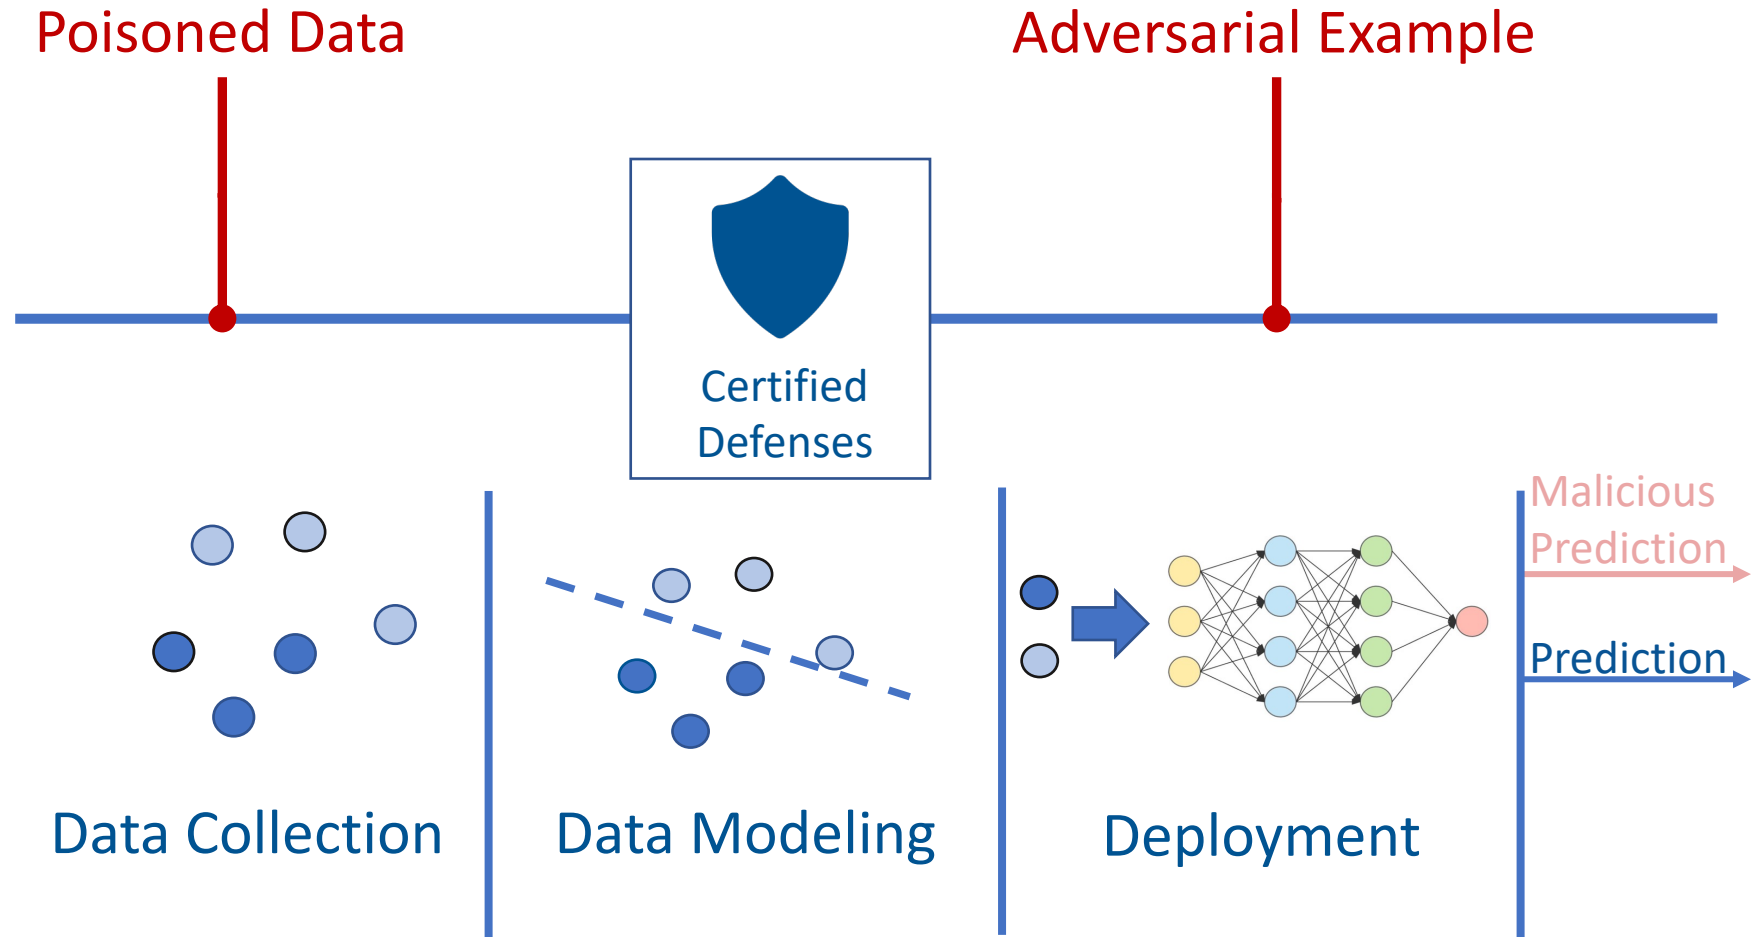 Poisoned Data
Adversarial Example
Certified
Defenses
Malicious
Prediction
Prediction
Data Collection
Data Modeling
Deployment